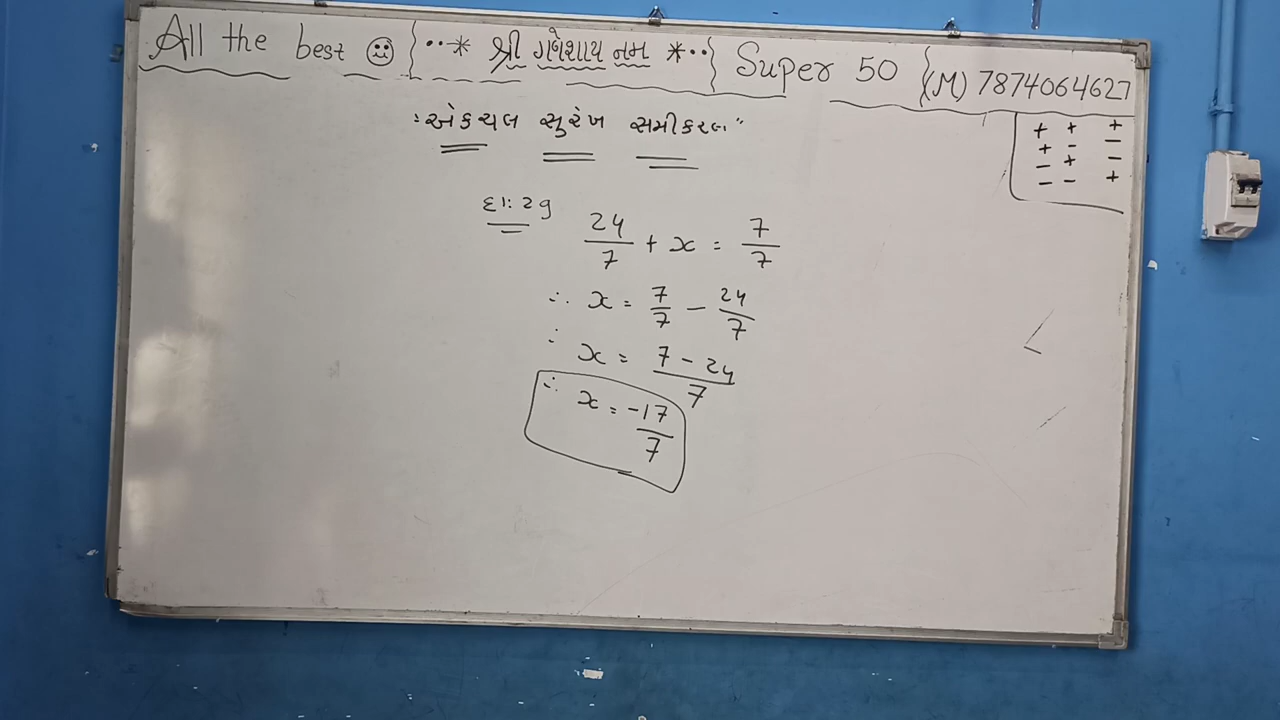 All the best ☹ {··* શ્રી ગણેશાય નમ *··} Super 50 {(M) 7874064627
:"એકચલ સુરેખ સમીકરણ"
+ + +
+ - -
- + -
- - +
દા: 29
24/7 + x = 7/7
∴ x = 7/7 - 24/7
∴ x = (7 - 24)/7
∴ x = -17/7